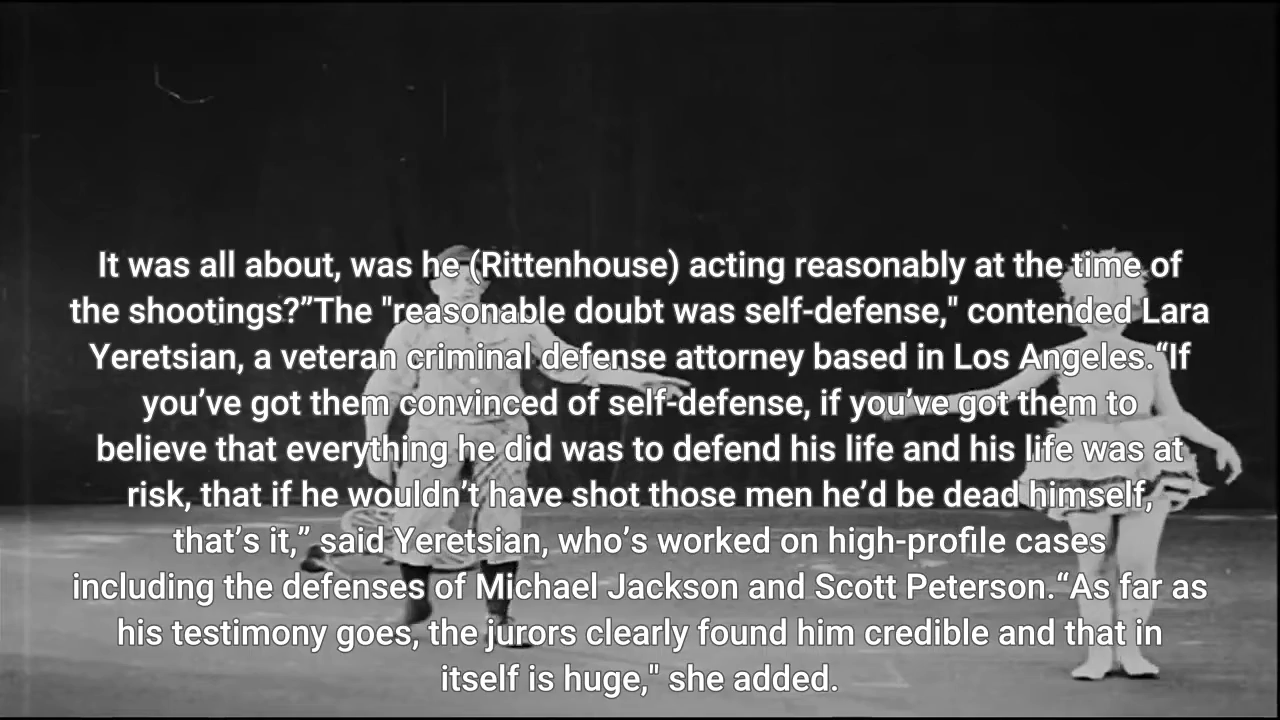 It was all about, was he (Rittenhouse) acting reasonably at the time of
the shootings?”The "reasonable doubt was self-defense," contended Lara
Yeretsian, a veteran criminal defense attorney based in Los Angeles.“If
you’ve got them convinced of self-defense, if you’ve got them to
believe that everything he did was to defend his life and his life was at
risk, that if he wouldn’t have shot those men he’d be dead himself,
that’s it,” said Yeretsian, who’s worked on high-profile cases
including the defenses of Michael Jackson and Scott Peterson.“As far as
his testimony goes, the jurors clearly found him credible and that in
itself is huge," she added.